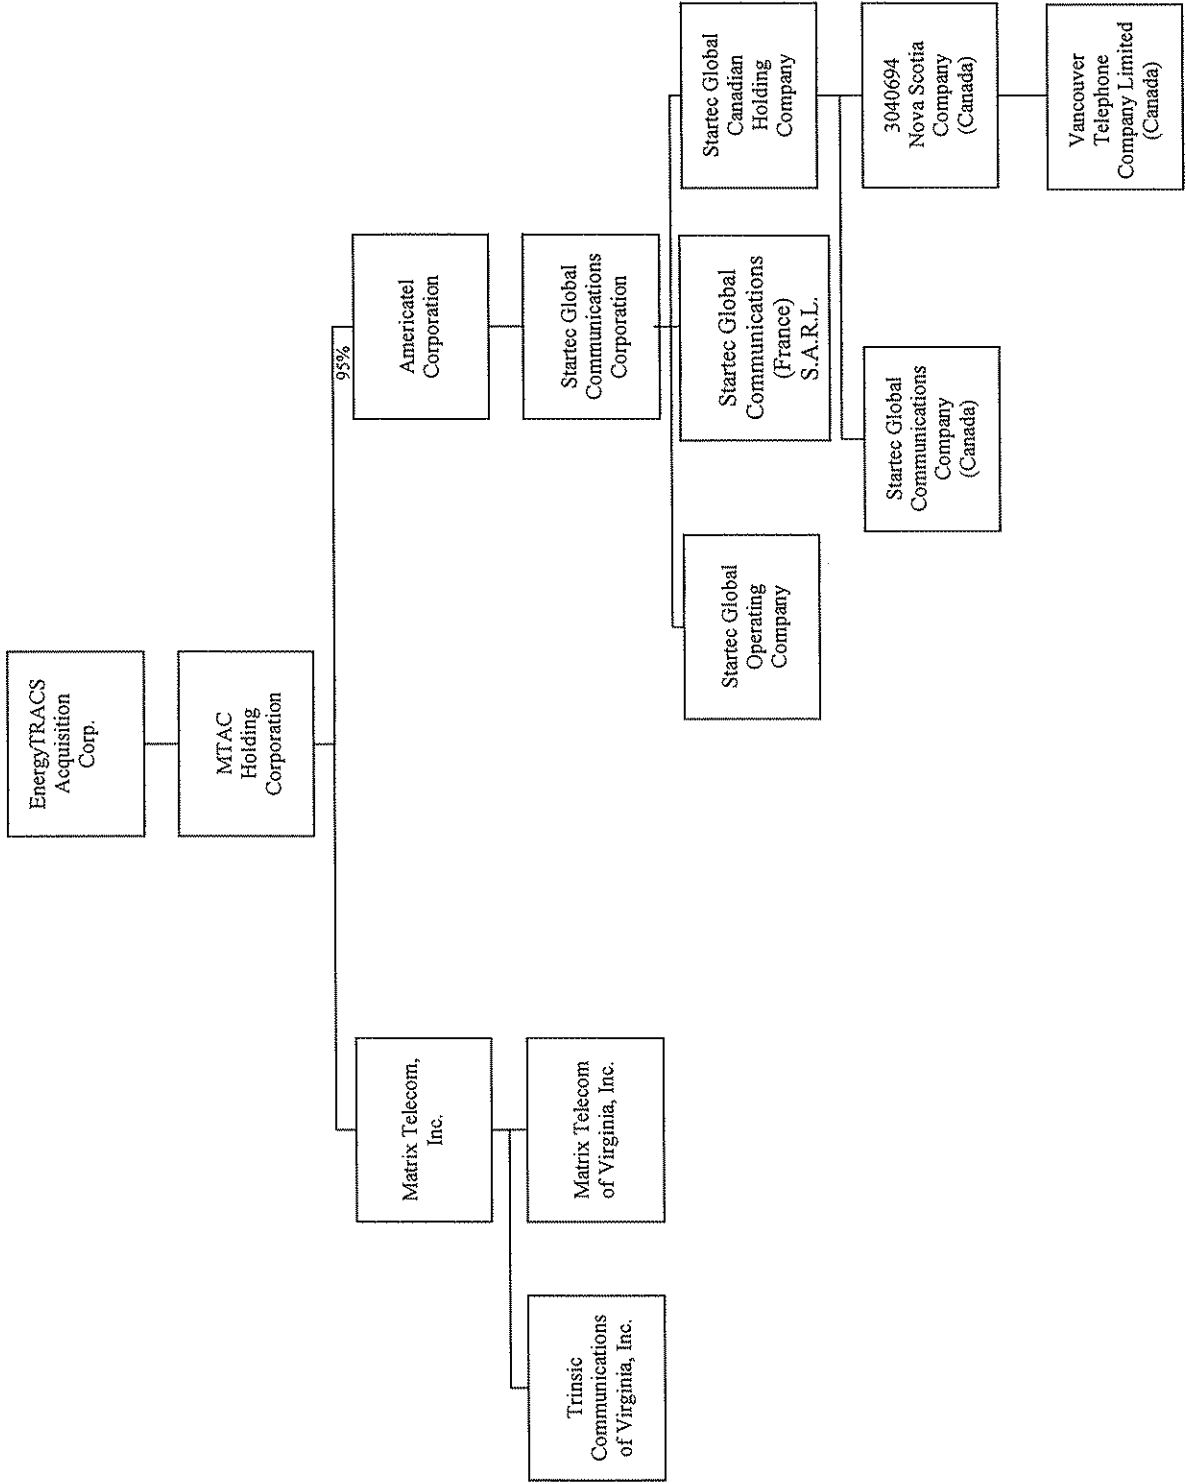 EnergyTRACS
Acquisition
Corp.
MTAC
Holding
Corporation
95%
Matrix Telecom,
Inc.
Americatel
Corporation
Trinsic
Communications
of Virginia, Inc.
Matrix Telecom
of Virginia, Inc.
Startec Global
Communications
Corporation
Startec Global
Operating
Company
Startec Global
Communications
(France)
S.A.R.L.
Startec Global
Canadian
Holding
Company
Startec Global
Communications
Company
(Canada)
3040694
Nova Scotia
Company
(Canada)
Vancouver
Telephone
Company Limited
(Canada)